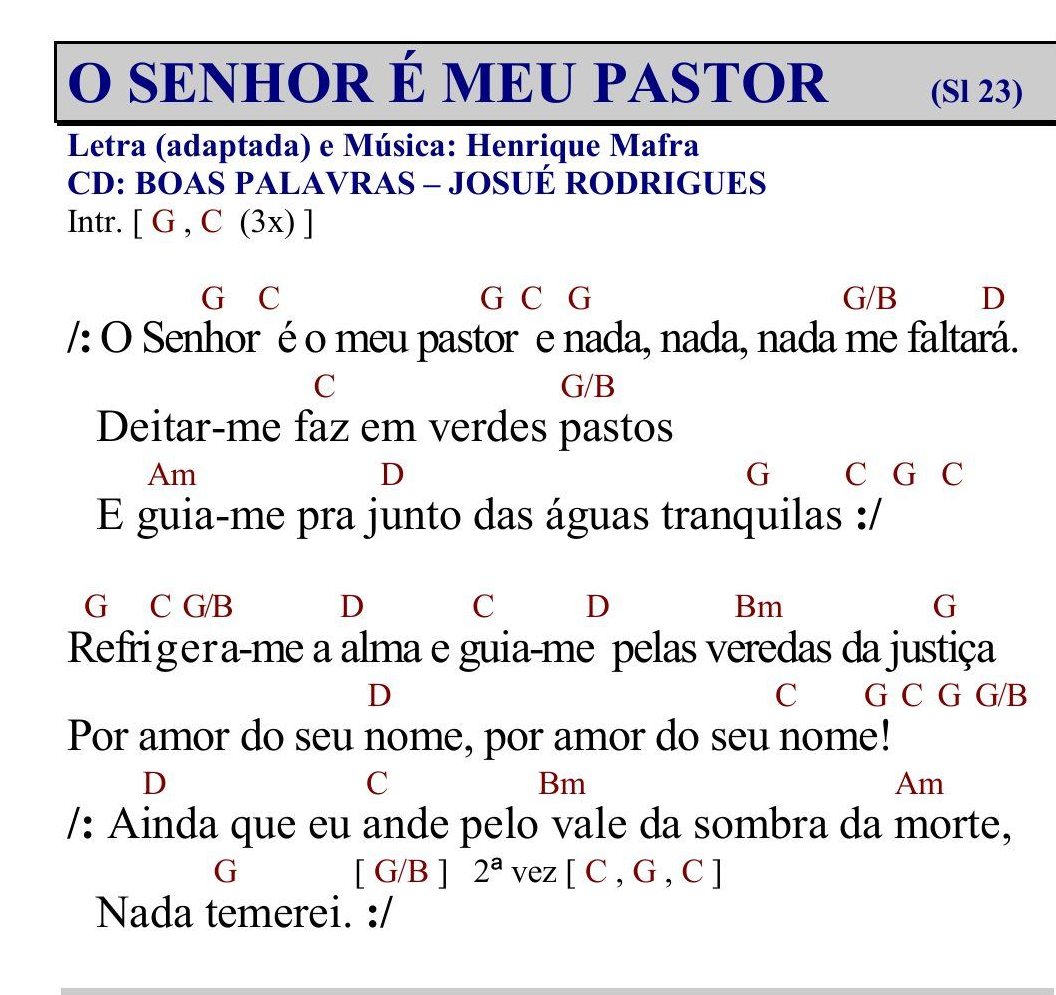 O SENHOR É MEU PASTOR (Sl 23)
Letra (adaptada) e Música: Henrique Mafra
CD: BOAS PALAVRAS – JOSUÉ RODRIGUES
Intr. [ G , C (3x) ]
G C G C G G/B D
/: O Senhor é o meu pastor e nada, nada, nada me faltará.
C G/B
Deitar-me faz em verdes pastos
Am D G C G C
E guia-me pra junto das águas tranquilas :/
G C G/B D C D Bm G
Refrigera-me a alma e guia-me pelas veredas da justiça
D C G C G G/B
Por amor do seu nome, por amor do seu nome!
D C Bm Am
/: Ainda que eu ande pelo vale da sombra da morte,
G [ G/B ] 2ª vez [ C , G , C ]
Nada temerei. :/